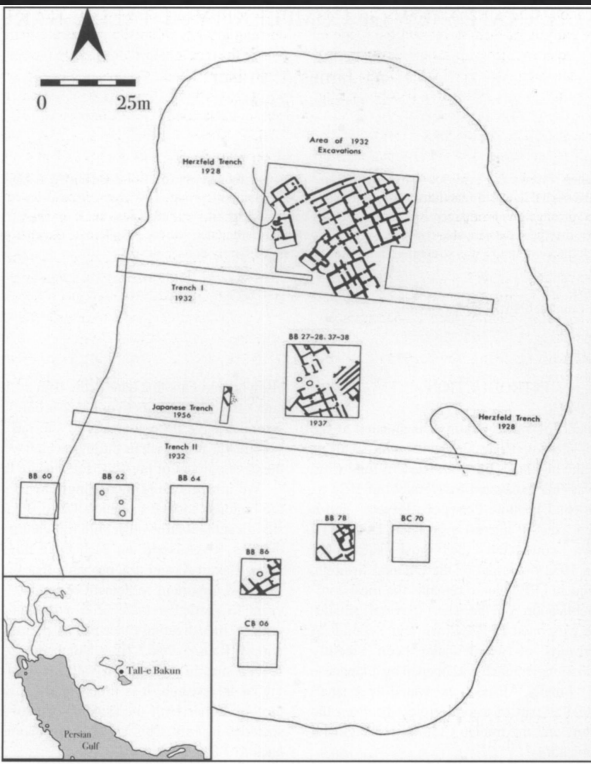 0 25m
Area of 1932
Excavations
Herzfeld Trench
1928
Trench I
1932
BB 27-28, 37-38
1937
Japanese Trench
1956
Herzfeld Trench
1928
Trench II
1932
BB 60
BB 62
BB 64
BB 78
BC 70
BB 86
CB 06
Tall-e Bakun
Persian
Gulf